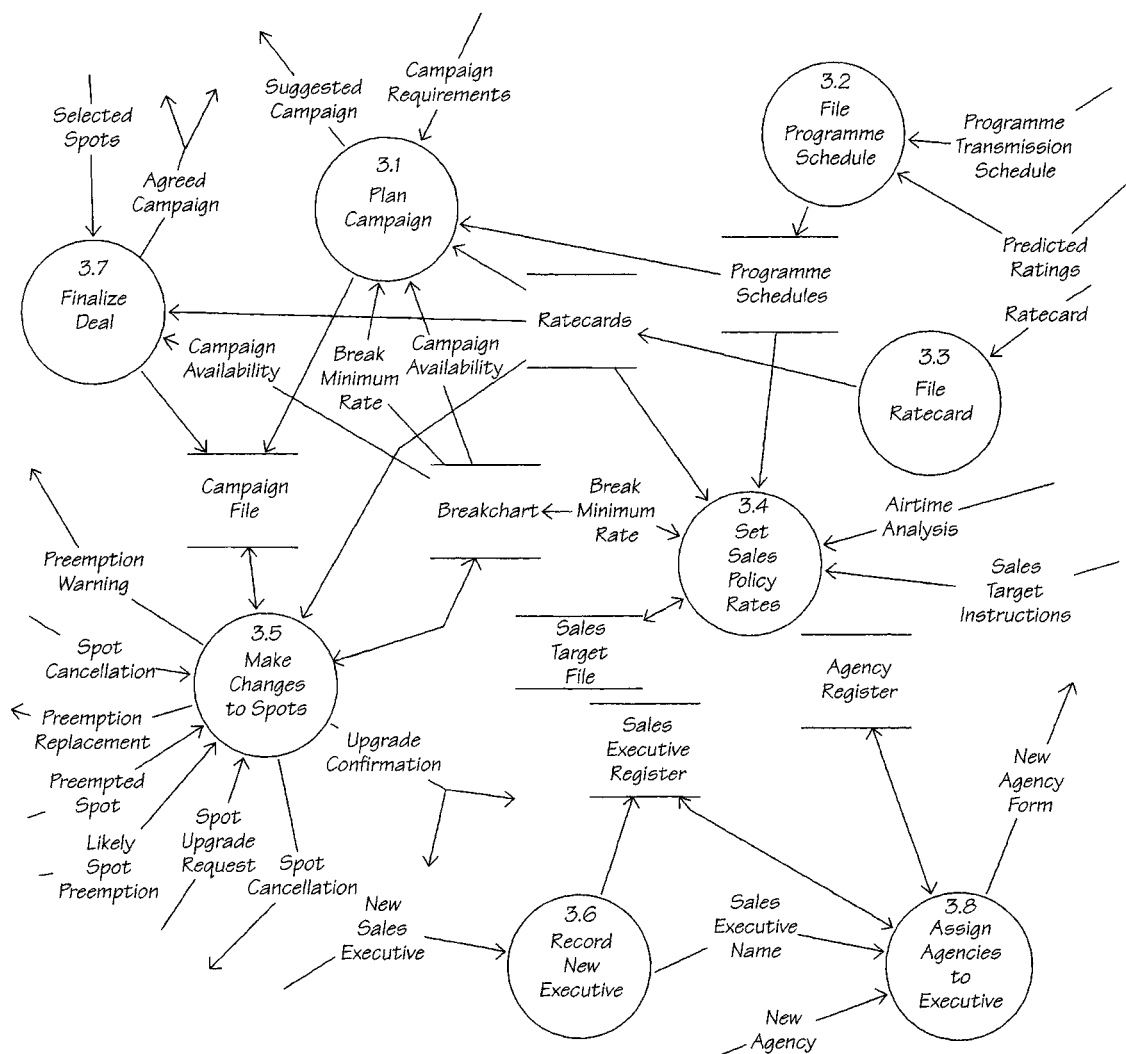 Suggested
Campaign
Campaign
Requirements
Selected
Spots
Agreed
Campaign
3.1
Plan
Campaign
3.2
File
Programme
Schedule
Programme
Transmission
Schedule
Predicted
Ratings
Ratecard
3.7
Finalize
Deal
Programme
Schedules
Ratecards
3.3
File
Ratecard
Campaign
Availability
Break
Minimum
Rate
Campaign
Availability
Campaign
File
Breakchart
Break
Minimum
Rate
3.4
Set
Sales
Policy
Rates
Airtime
Analysis
Sales
Target
Instructions
Preemption
Warning
Spot
Cancellation
Preemption
Replacement
Preempted
Spot
Likely
Spot
Preemption
Spot
Upgrade
Request
Spot
Cancellation
3.5
Make
Changes
to Spots
Upgrade
Confirmation
Sales
Target
File
Sales
Executive
Register
Agency
Register
New
Agency
Form
New
Sales
Executive
3.6
Record
New
Executive
Sales
Executive
Name
3.8
Assign
Agencies
to
Executive
New
Agency